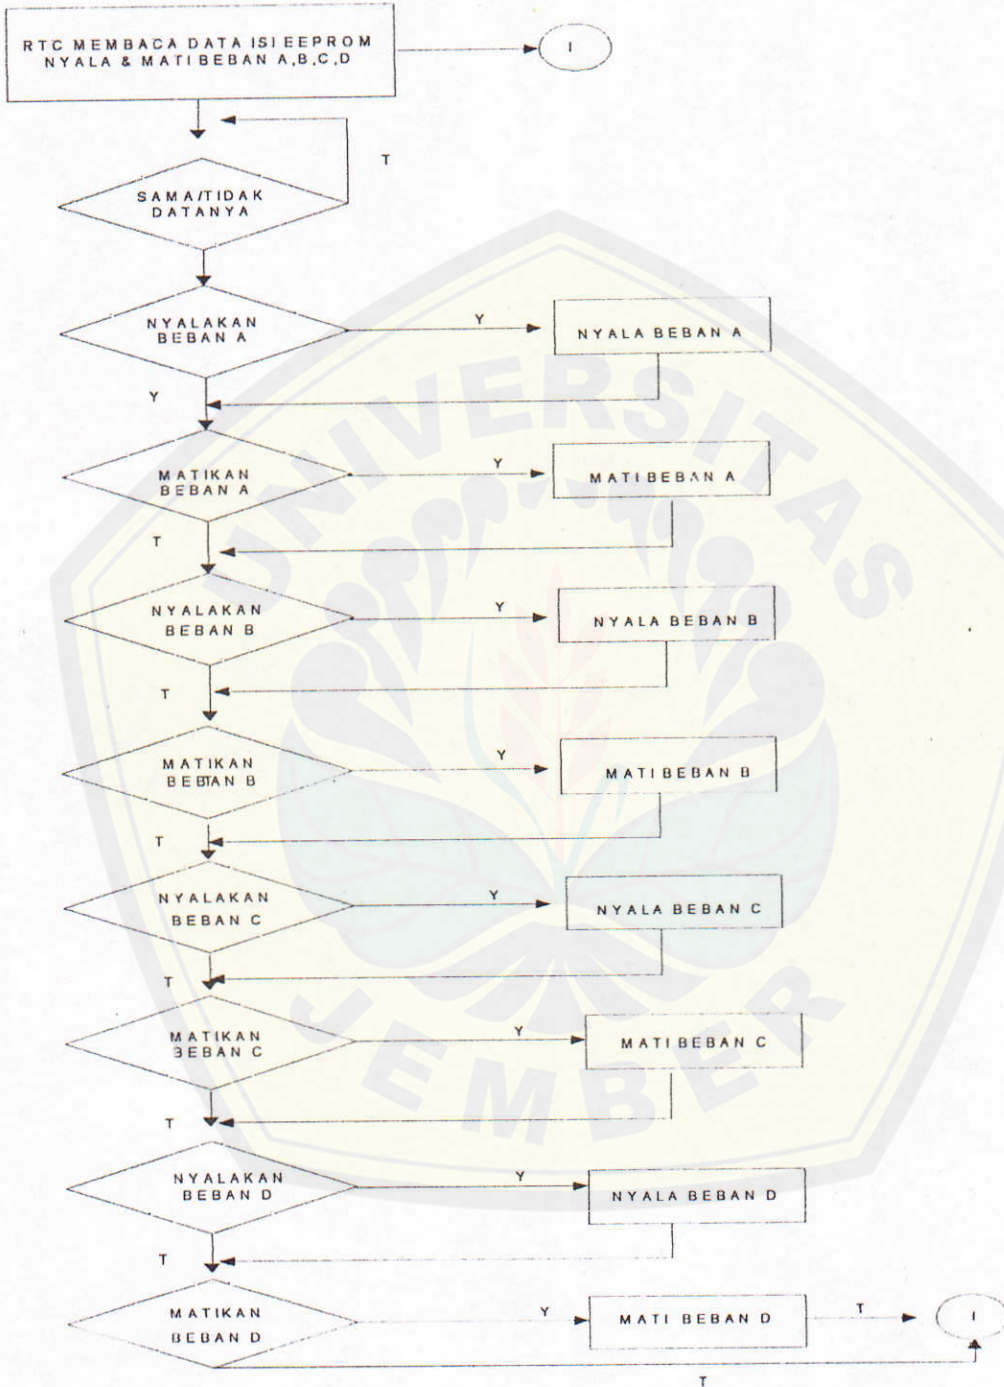 RTC MEMBACA DATA ISI EEPROM
NYALA & MATI BEBAN A,B,C,D
I
T
SAMA/TIDAK
DATANYA
NYALAKAN
BEBAN A
Y
NYALA BEBAN A
Y
MATIKAN
BEBAN A
Y
MATI BEBAN A
T
NYALAKAN
BEBAN B
Y
NYALA BEBAN B
T
MATIKAN
Y
MATI BEBAN B
T
NYALAKAN
BEBAN C
Y
NYALA BEBAN C
T
MATIKAN
BEBAN C
Y
MATI BEBAN C
T
NYALAKAN
BEBAN D
Y
NYALA BEBAN D
T
MATIKAN
BEBAN D
Y
MATI BEBAN D
T
I
T
UNIVERSITAS
JEMBER